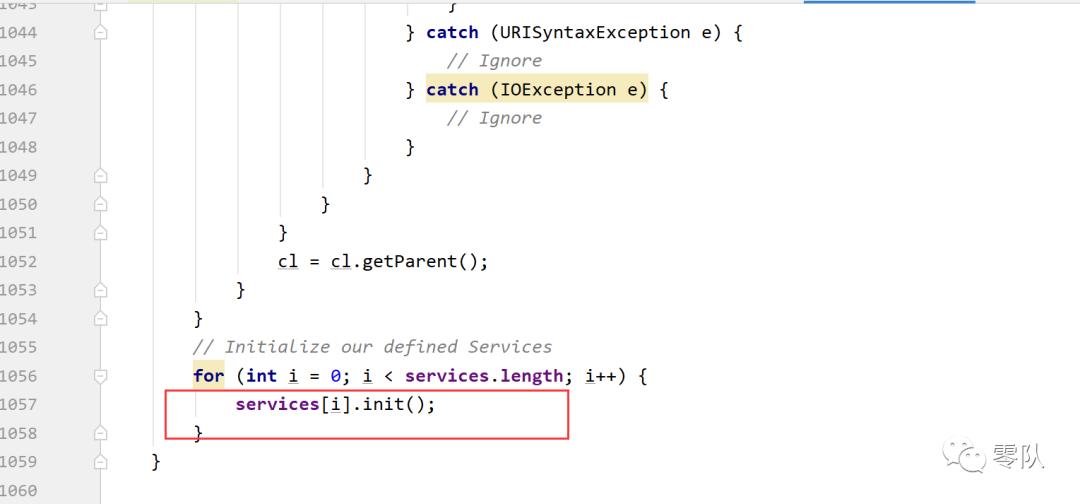 1043 }
1044 } catch (URISyntaxException e) {
1045 // Ignore
1046 } catch (IOException e) {
1047 // Ignore
1048 }
1049 }
1050 }
1051 }
1052 cl = cl.getParent();
1053 }
1054 }
1055 // Initialize our defined Services
1056 for (int i = 0; i < services.length; i++) {
1057 services[i].init();
1058 }
1059 }
1060
零队